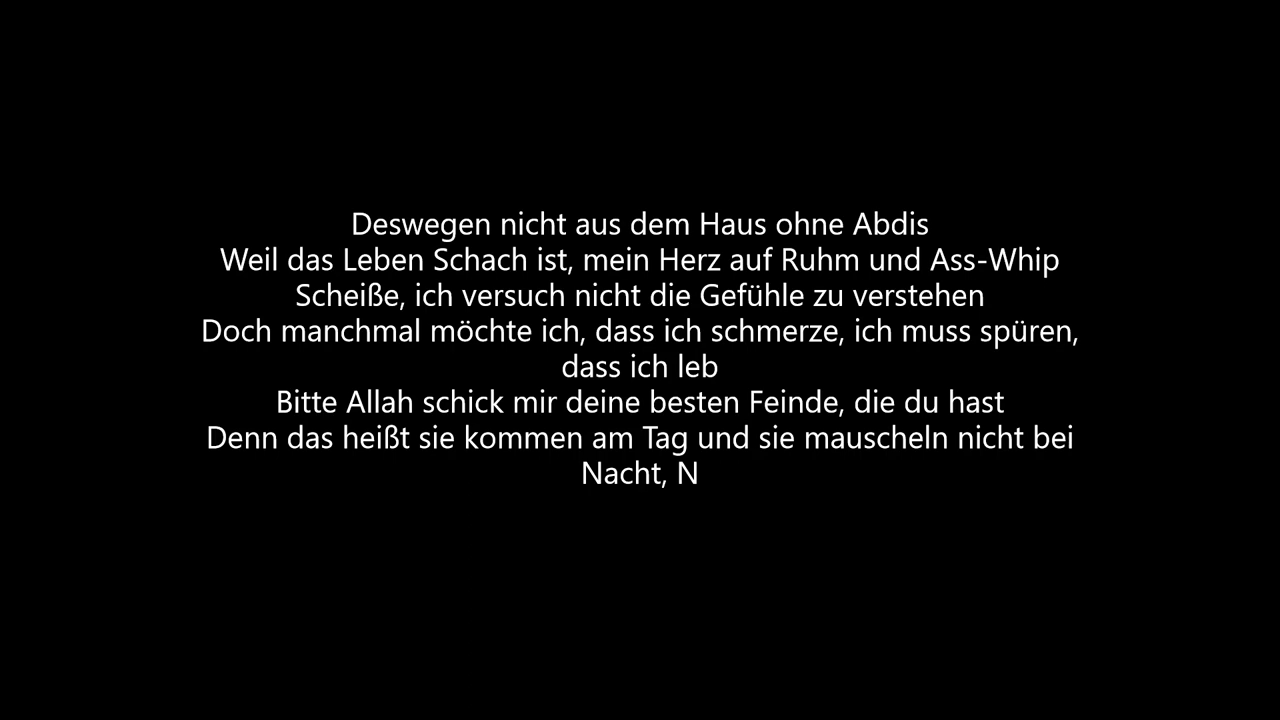 Deswegen nicht aus dem Haus ohne Abdis
Weil das Leben Schach ist, mein Herz auf Ruhm und Ass-Whip
Scheiße, ich versuch nicht die Gefühle zu verstehen
Doch manchmal möchte ich, dass ich schmerze, ich muss spüren,
dass ich leb
Bitte Allah schick mir deine besten Feinde, die du hast
Denn das heißt sie kommen am Tag und sie mauscheln nicht bei
Nacht, N